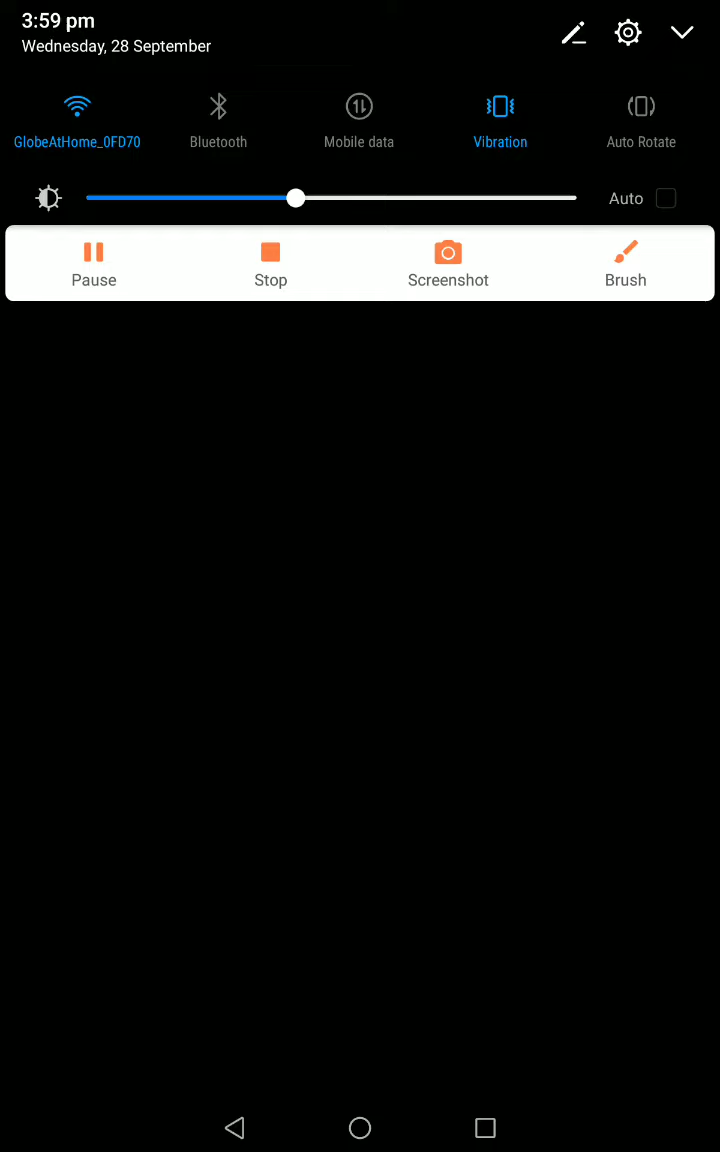 3:59 pm
Wednesday, 28 September
GlobeAtHome_0FD70 Bluetooth Mobile data Vibration Auto Rotate
Auto
Pause Stop Screenshot Brush